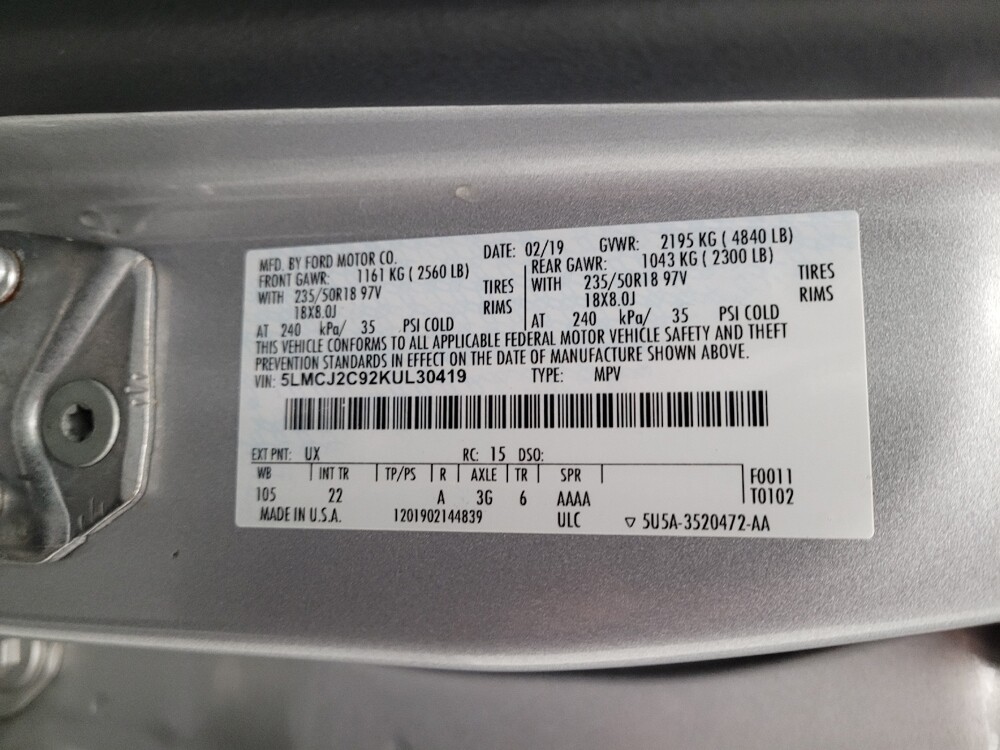 MFD. BY FORD MOTOR CO. DATE: 02/19 GVWR: 2195 KG ( 4840 LB)
FRONT GAWR: 1161 KG ( 2560 LB) REAR GAWR: 1043 KG ( 2300 LB)
WITH 235/50R18 97V TIRES WITH 235/50R18 97V TIRES
18X8.0J RIMS 18X8.0J RIMS
AT 240 kPa/ 35 PSI COLD AT 240 kPa/ 35 PSI COLD
THIS VEHICLE CONFORMS TO ALL APPLICABLE FEDERAL MOTOR VEHICLE SAFETY AND THEFT
PREVENTION STANDARDS IN EFFECT ON THE DATE OF MANUFACTURE SHOWN ABOVE.
VIN: 5LMCJ2C92KUL30419 TYPE: MPV
EXT PNT: UX RC: 15 DSO:
WB INT TR TP/PS R AXLE TR SPR F0011
105 22 A 3G 6 AAAA T0102
MADE IN U.S.A. 1201902144839 ULC ▽ 5U5A-3520472-AA